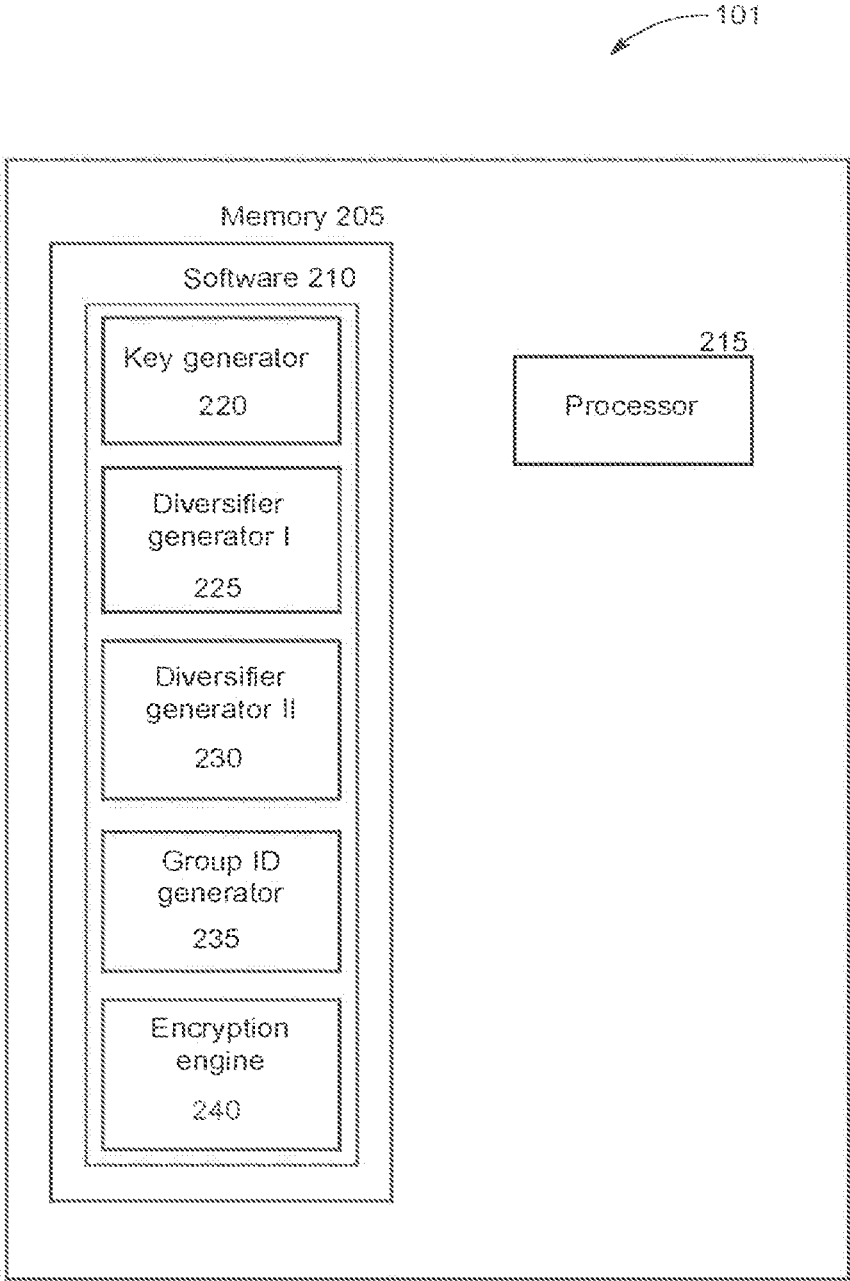 101
Memory 205
Software 210
Key generator
220
Diversifier
generator I
225
Diversifier
generator II
230
Group ID
generator
235
Encryption
engine
240
215
Processor